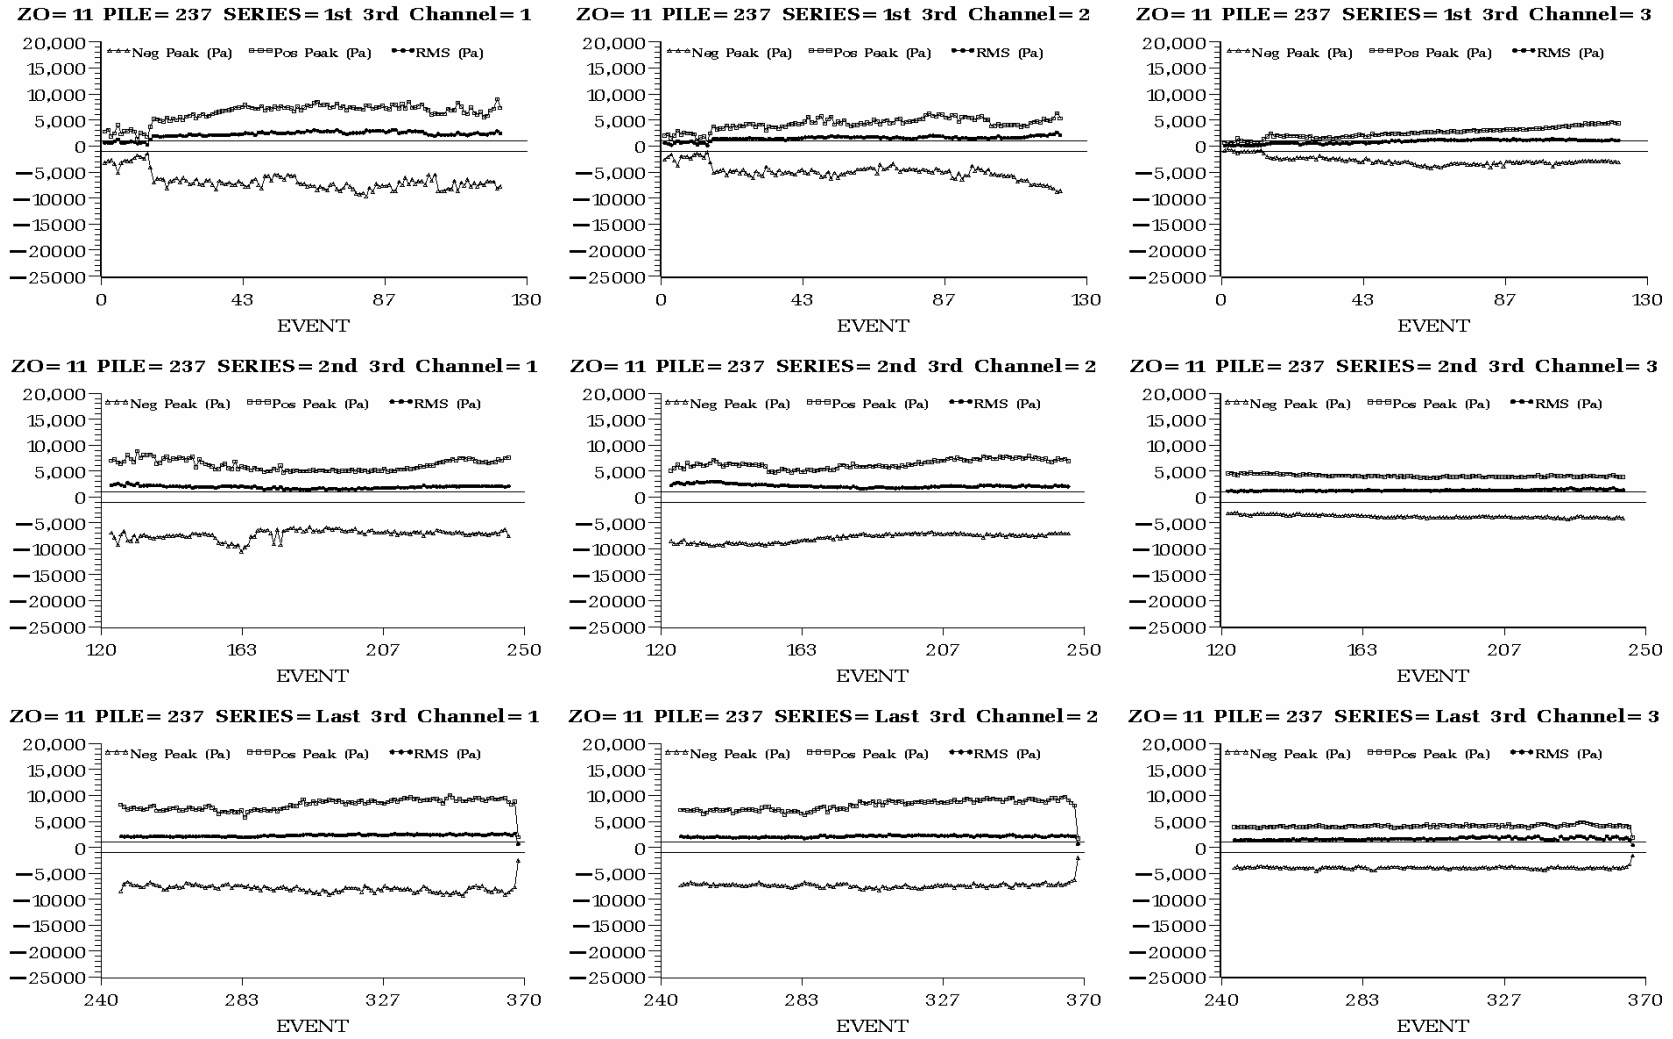 ZO=11 PILE=237 SERIES=1st 3rd Channel=1
20,000
Neg Peak (Pa) Pos Peak (Pa) RMS (Pa)
15,000
10,000
5,000
0
−5,000
−10000
−15000
−20000
−25000
0 43 87 130
EVENT
ZO=11 PILE=237 SERIES=1st 3rd Channel=2
20,000
Neg Peak (Pa) Pos Peak (Pa) RMS (Pa)
15,000
10,000
5,000
0
−5,000
−10000
−15000
−20000
−25000
0 43 87 130
EVENT
ZO=11 PILE=237 SERIES=1st 3rd Channel=3
20,000
Neg Peak (Pa) Pos Peak (Pa) RMS (Pa)
15,000
10,000
5,000
0
−5,000
−10000
−15000
−20000
−25000
0 43 87 130
EVENT
ZO=11 PILE=237 SERIES=2nd 3rd Channel=1
20,000
Neg Peak (Pa) Pos Peak (Pa) RMS (Pa)
15,000
10,000
5,000
0
−5,000
−10000
−15000
−20000
−25000
120 163 207 250
EVENT
ZO=11 PILE=237 SERIES=2nd 3rd Channel=2
20,000
Neg Peak (Pa) Pos Peak (Pa) RMS (Pa)
15,000
10,000
5,000
0
−5,000
−10000
−15000
−20000
−25000
120 163 207 250
EVENT
ZO=11 PILE=237 SERIES=2nd 3rd Channel=3
20,000
Neg Peak (Pa) Pos Peak (Pa) RMS (Pa)
15,000
10,000
5,000
0
−5,000
−10000
−15000
−20000
−25000
120 163 207 250
EVENT
ZO=11 PILE=237 SERIES=Last 3rd Channel=1
20,000
Neg Peak (Pa) Pos Peak (Pa) RMS (Pa)
15,000
10,000
5,000
0
−5,000
−10000
−15000
−20000
−25000
240 283 327 370
EVENT
ZO=11 PILE=237 SERIES=Last 3rd Channel=2
20,000
Neg Peak (Pa) Pos Peak (Pa) RMS (Pa)
15,000
10,000
5,000
0
−5,000
−10000
−15000
−20000
−25000
240 283 327 370
EVENT
ZO=11 PILE=237 SERIES=Last 3rd Channel=3
20,000
Neg Peak (Pa) Pos Peak (Pa) RMS (Pa)
15,000
10,000
5,000
0
−5,000
−10000
−15000
−20000
−25000
240 283 327 370
EVENT